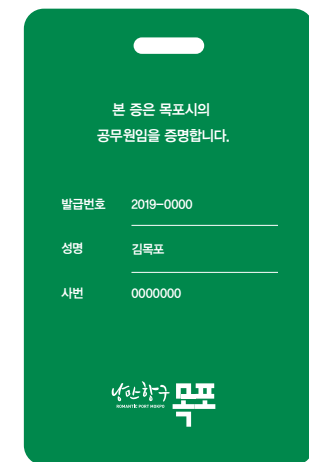 본 증은 목포시의
공무원임을 증명합니다.
발급번호 2019-0000
성명 김목포
사번 0000000
낭만항구 목포
ROMANTIC PORT MOKPO